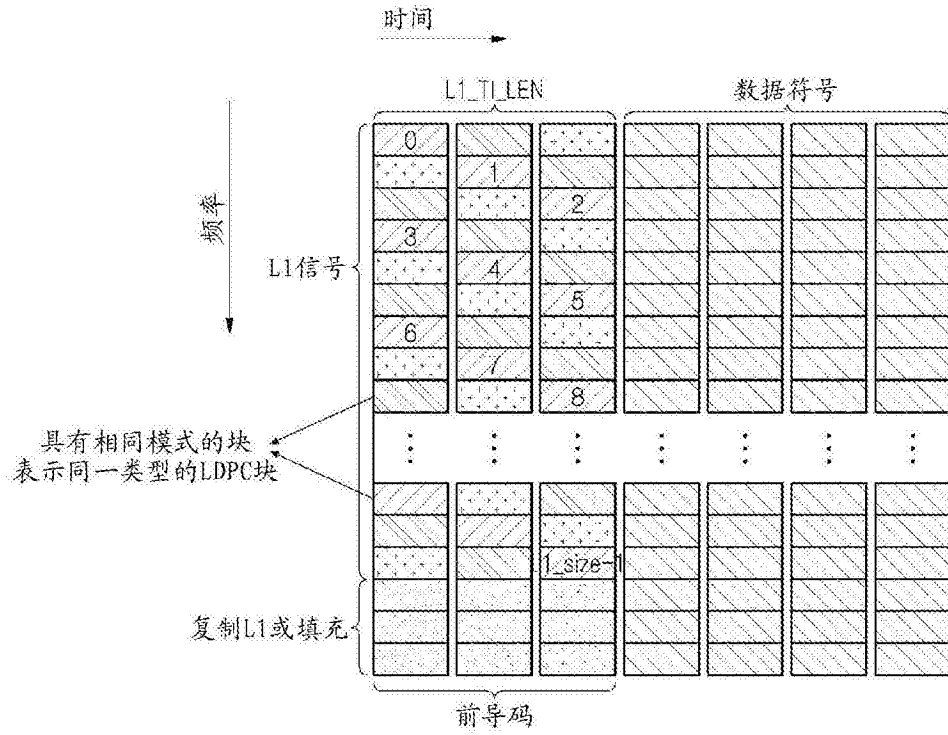 时间
L1_TI_LEN
数据符号
频率
0
1
2
3
L1信号
4
5
6
7
8
具有相同模式的块
表示同一类型的LDPC块
L1_size-1
复制L1或填充
前导码